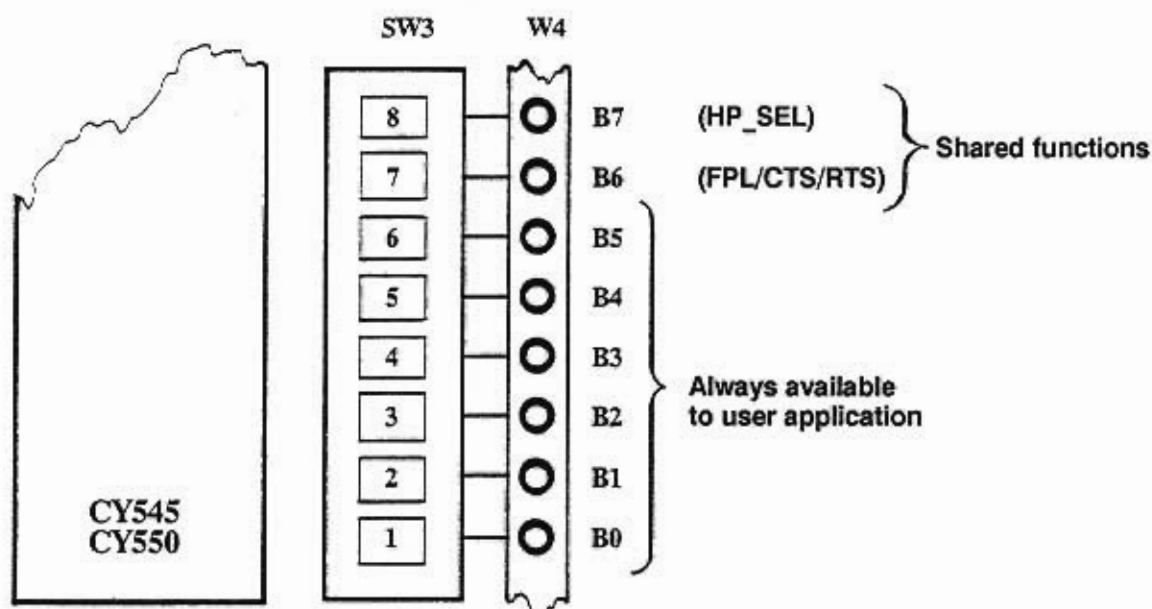 SW3 W4
8 B7 (HP_SEL)
Shared functions
7 B6 (FPL/CTS/RTS)
6 B5
5 B4
4 B3
Always available
to user application
3 B2
2 B1
1 B0
CY545
CY550